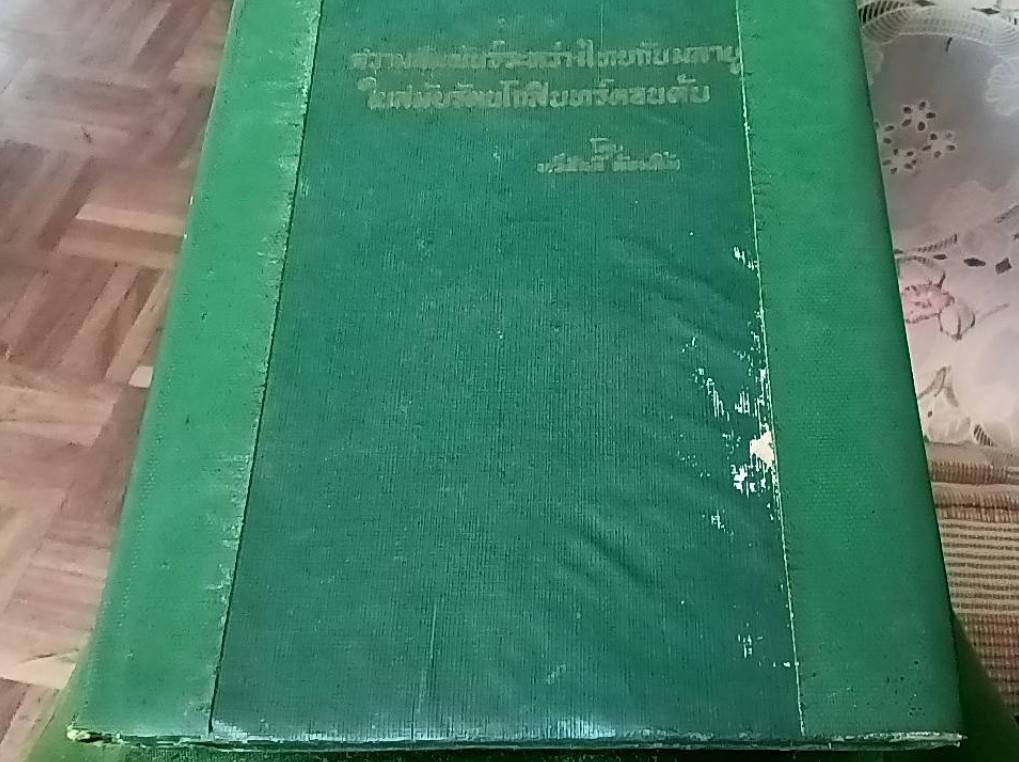 ความสัมพันธ์ระหว่างไทยกับมลายู
ในสมัยรัตนโกสินทร์ตอนต้น
โดย